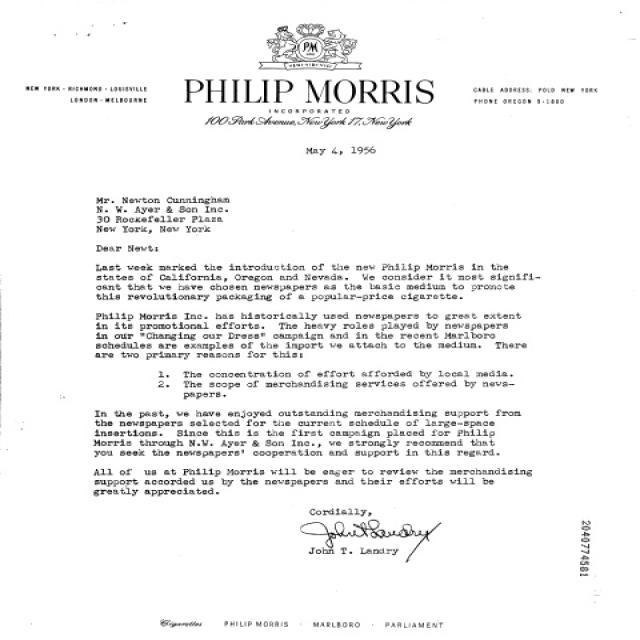 PM
NEW YORK - RICHMOND - LOUISVILLE
LONDON - MELBOURNE
PHILIP MORRIS
INCORPORATED
100 Park Avenue, New York 17, New York
CABLE ADDRESS: POLO NEW YORK
PHONE OREGON 9-1800
May 4, 1956
Mr. Newton Cunningham
N. W. Ayer & Son Inc.
30 Rockefeller Plaza
New York, New York
Dear Newt:
Last week marked the introduction of the new Philip Morris in the
states of California, Oregon and Nevada. We consider it most signifi-
cant that we have chosen newspapers as the basic medium to promote
this revolutionary packaging of a popular-price cigarette.
Philip Morris Inc. has historically used newspapers to great extent
in its promotional efforts. The heavy roles played by newspapers
in our "Changing our Dress" campaign and in the recent Marlboro
schedules are examples of the import we attach to the medium. There
are two primary reasons for this:
1. The concentration of effort afforded by local media.
2. The scope of merchandising services offered by news-
papers.
In the past, we have enjoyed outstanding merchandising support from
the newspapers selected for the current schedule of large-space
insertions. Since this is the first campaign placed for Philip
Morris through N.W. Ayer & Son Inc., we strongly recommend that
you seek the newspapers' cooperation and support in this regard.
All of us at Philip Morris will be eager to review the merchandising
support accorded us by the newspapers and their efforts will be
greatly appreciated.
Cordially,
John T Landry
John T. Landry
2040774581
Cigarettes PHILIP MORRIS · MARLBORO · PARLIAMENT